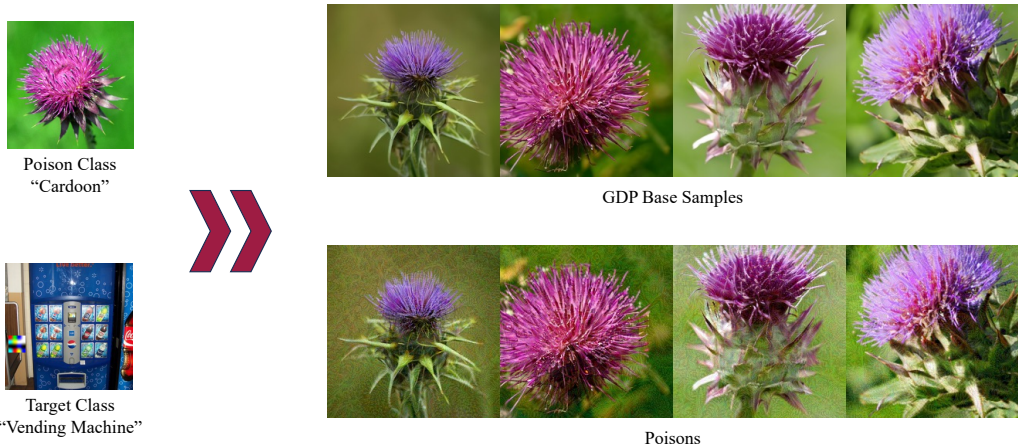 Poison Class
“Cardoon”
GDP Base Samples
Target Class
“Vending Machine”
Poisons